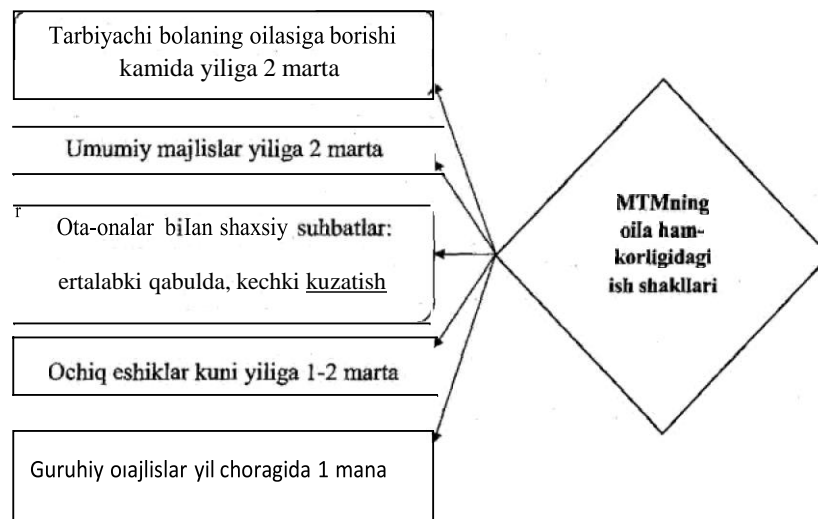 Tarbiyachi bolaning oilasiga borishi
kamida yiliga 2 marta
Umumiy majlislar yiliga 2 marta
r
Ota-onalar bilan shaxsiy suhbatlar:
ertalabki qabulda, kechki kuzatish
Ochiq eshiklar kuni yiliga 1-2 marta
Guruhiy oıajlislar yil choragida 1 mana
MTMning
oila ham-
korligidagi
ish shakllari